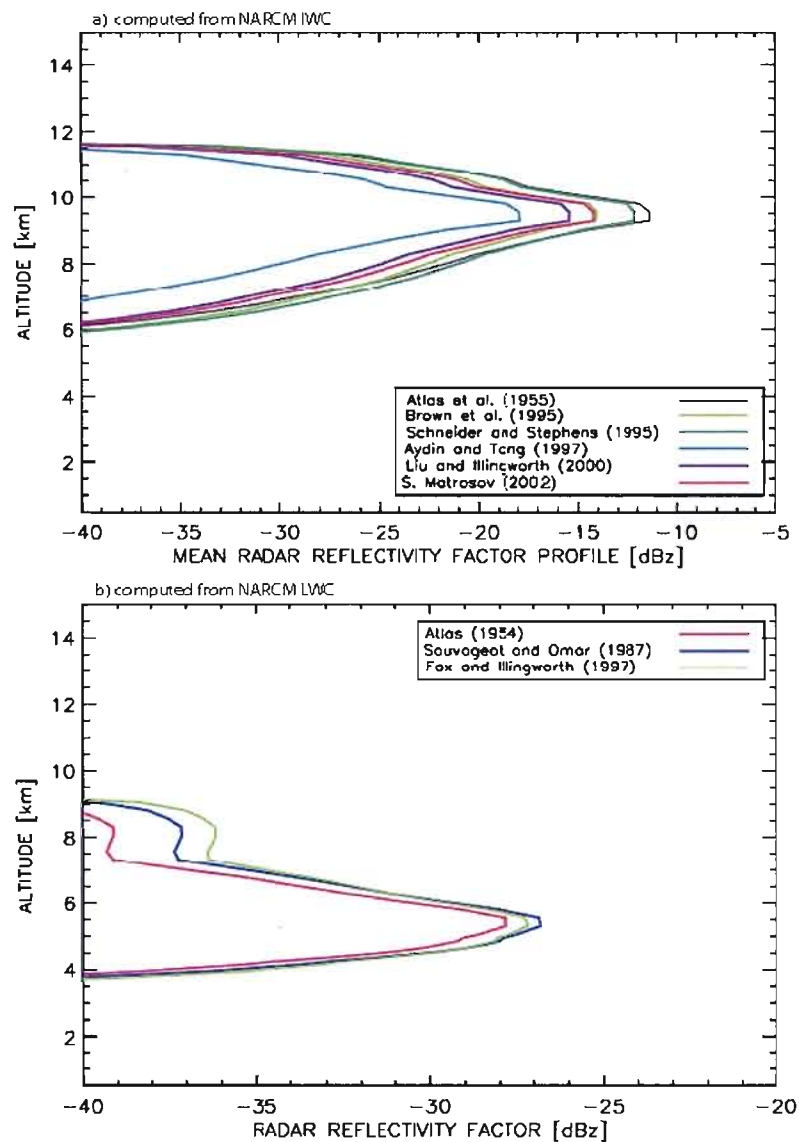 a) computed from NARCM IWC
14
12
10
8
6
4
2
ALTITUDE [km]
Atlas et al. (1955)
Brown et al. (1995)
Schneider and Stephens (1995)
Aydin and Tang (1997)
Liu and Illingworth (2000)
S. Matrosov (2002)
-40 -35 -30 -25 -20 -15 -10 -5
MEAN RADAR REFLECTIVITY FACTOR PROFILE [dBz]
b) computed from NARCM LWC
14
12
10
8
6
4
2
ALTITUDE [km]
Atlas (1954)
Sauvageot and Omar (1987)
Fox and Illingworth (1997)
-40 -35 -30 -25 -20
RADAR REFLECTIVITY FACTOR [dBz]